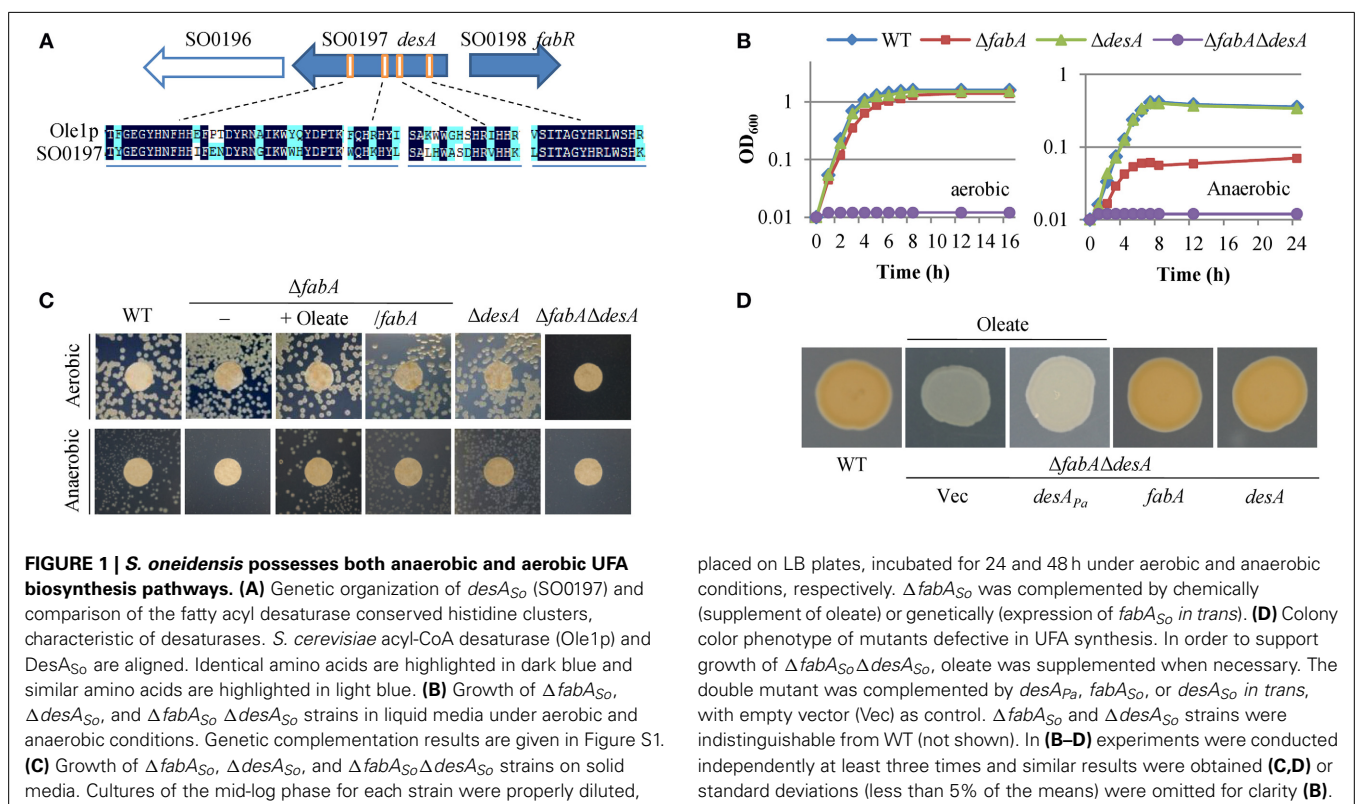 A
SO0196
SO0197 desA
SO0198 fabR
Ole1p TFGEGYHNFHHEFPTDYRNAIKWYQYDPTK FQHRHYI SAKWWGHSHRIHHR VSITAGYHRLWSHR
SO0197 TYGEGYHNFHHIFENDYRNGIKWWHYDPTK WQHKHYL SALHWASDHRVHHK LSITAGYHRLWSHK
B
WT ΔfabA ΔdesA ΔfabAΔdesA
OD600
1
0.1
0.01
aerobic
0 2 4 6 8 10 12 14 16
Time (h)
1
0.1
0.01
Anaerobic
0 4 8 12 16 20 24
Time (h)
C
ΔfabA
WT – + Oleate /fabA ΔdesA ΔfabAΔdesA
Aerobic
Anaerobic
D
Oleate
WT
ΔfabAΔdesA
Vec desAPa fabA desA
FIGURE 1 | S. oneidensis possesses both anaerobic and aerobic UFA
biosynthesis pathways. (A) Genetic organization of desASo (SO0197) and
comparison of the fatty acyl desaturase conserved histidine clusters,
characteristic of desaturases. S. cerevisiae acyl-CoA desaturase (Ole1p) and
DesASo are aligned. Identical amino acids are highlighted in dark blue and
similar amino acids are highlighted in light blue. (B) Growth of ΔfabASo,
ΔdesASo, and ΔfabASo ΔdesASo strains in liquid media under aerobic and
anaerobic conditions. Genetic complementation results are given in Figure S1.
(C) Growth of ΔfabASo, ΔdesASo, and ΔfabASoΔdesASo strains on solid
media. Cultures of the mid-log phase for each strain were properly diluted,
placed on LB plates, incubated for 24 and 48 h under aerobic and anaerobic
conditions, respectively. ΔfabASo was complemented by chemically
(supplement of oleate) or genetically (expression of fabASo in trans). (D) Colony
color phenotype of mutants defective in UFA synthesis. In order to support
growth of ΔfabASoΔdesASo, oleate was supplemented when necessary. The
double mutant was complemented by desAPa, fabASo, or desASo in trans,
with empty vector (Vec) as control. ΔfabASo and ΔdesASo strains were
indistinguishable from WT (not shown). In (B–D) experiments were conducted
independently at least three times and similar results were obtained (C,D) or
standard deviations (less than 5% of the means) were omitted for clarity (B).